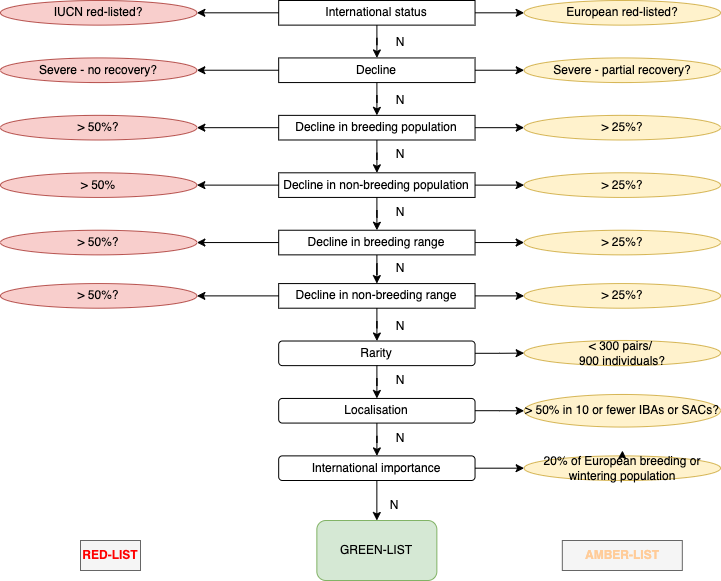 IUCN red-listed?
International status
European red-listed?
N
Severe - no recovery?
Decline
Severe - partial recovery?
N
> 50%?
Decline in breeding population
> 25%?
N
> 50%
Decline in non-breeding population
> 25%?
N
> 50%?
Decline in breeding range
> 25%?
N
> 50%?
Decline in non-breeding range
> 25%?
N
Rarity
< 300 pairs/
900 individuals?
N
Localisation
> 50% in 10 or fewer IBAs or SACs?
N
International importance
20% of European breeding or
wintering population
N
RED-LIST
GREEN-LIST
AMBER-LIST